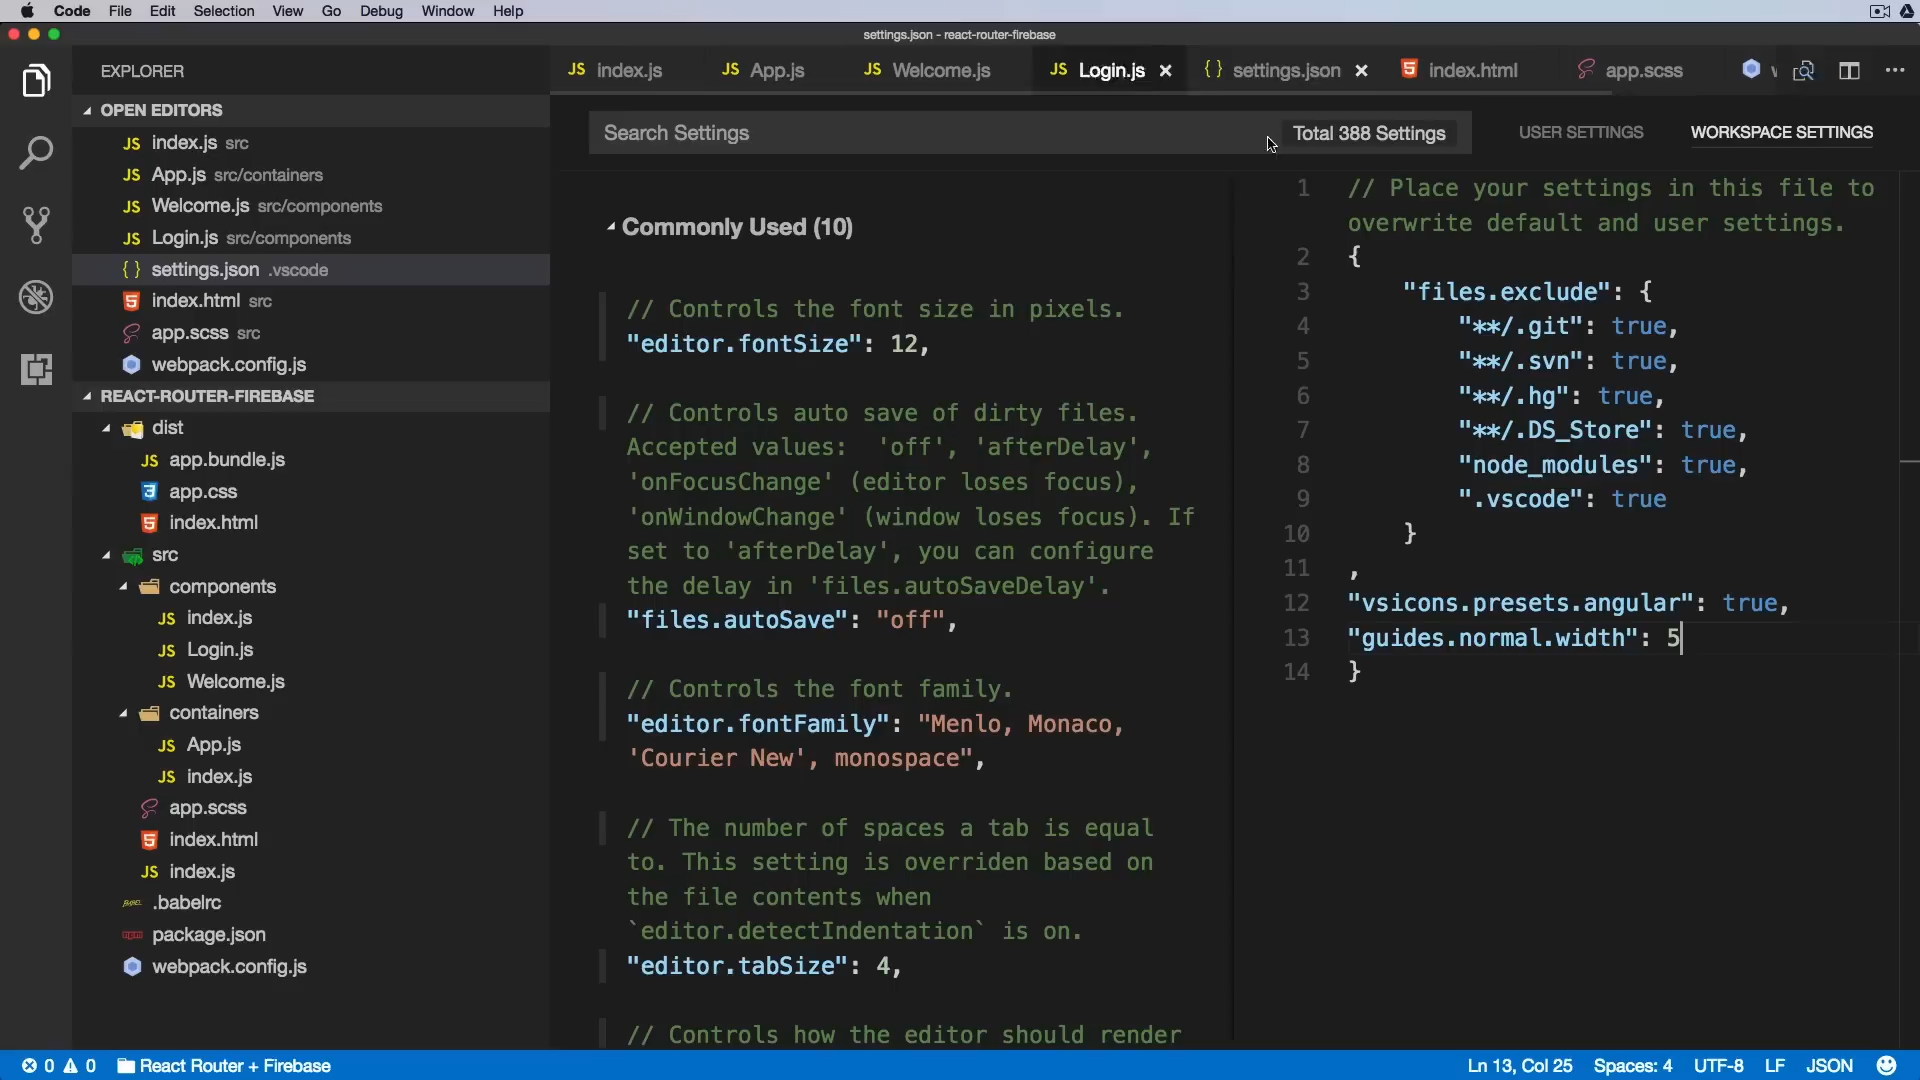 Code File Edit Selection View Go Debug Window Help
settings.json - react-router-firebase
EXPLORER
JS index.js JS App.js JS Welcome.js JS Login.js { } settings.json index.html app.scss
OPEN EDITORS
JS index.js src
JS App.js src/containers
JS Welcome.js src/components
JS Login.js src/components
{ } settings.json .vscode
index.html src
app.scss src
webpack.config.js
REACT-ROUTER-FIREBASE
dist
JS app.bundle.js
app.css
index.html
src
components
JS index.js
JS Login.js
JS Welcome.js
containers
JS App.js
JS index.js
app.scss
index.html
JS index.js
.babelrc
package.json
webpack.config.js
Search Settings Total 388 Settings USER SETTINGS WORKSPACE SETTINGS
Commonly Used (10)
// Controls the font size in pixels.
"editor.fontSize": 12,
// Controls auto save of dirty files.
Accepted values:  'off', 'afterDelay',
'onFocusChange' (editor loses focus),
'onWindowChange' (window loses focus). If
set to 'afterDelay', you can configure
the delay in 'files.autoSaveDelay'.
"files.autoSave": "off",
// Controls the font family.
"editor.fontFamily": "Menlo, Monaco,
'Courier New', monospace",
// The number of spaces a tab is equal
to. This setting is overriden based on
the file contents when
`editor.detectIndentation` is on.
"editor.tabSize": 4,
// Controls how the editor should render
1 // Place your settings in this file to
overwrite default and user settings.
2 {
3 "files.exclude": {
4 "**/.git": true,
5 "**/.svn": true,
6 "**/.hg": true,
7 "**/.DS_Store": true,
8 "node_modules": true,
9 ".vscode": true
10 }
11 ,
12 "vsicons.presets.angular": true,
13 "guides.normal.width": 5
14 }
0 0 React Router + Firebase Ln 13, Col 25 Spaces: 4 UTF-8 LF JSON